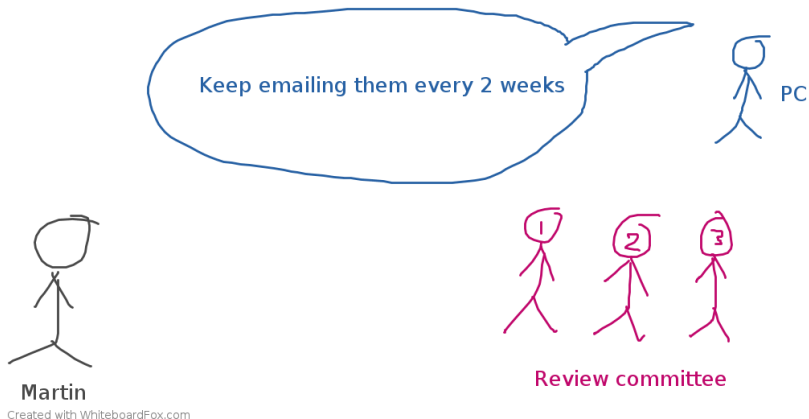 Keep emailing them every 2 weeks
PC
1 2 3
Martin
Review committee
Created with WhiteboardFox.com